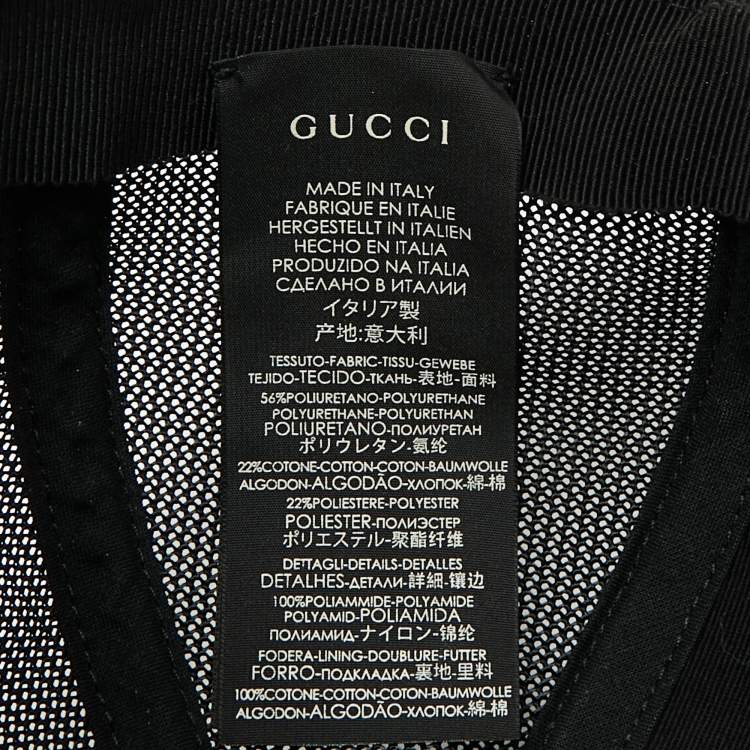 GUCCI
MADE IN ITALY
FABRIQUE EN ITALIE
HERGESTELLT IN ITALIEN
HECHO EN ITALIA
PRODUZIDO NA ITALIA
СДЕЛАНО В ИТАЛИИ
イタリア製
产地:意大利
TESSUTO-FABRIC-TISSU-GEWEBE
TEJIDO-TECIDO-ТКАНЬ-表地-面料
56%POLIURETANO-POLYURETHANE
POLYURETHANE-POLYURETHAN
POLIURETANO-ПОЛИУРЕТАН
ポリウレタン-氨纶
22%COTONE-COTTON-COTON-BAUMWOLLE
ALGODON-ALGODÃO-ХЛОПОК-綿-棉
22%POLIESTERE-POLYESTER
POLIESTER-ПОЛИЭСТЕР
ポリエステル-聚酯纤维
DETTAGLI-DETAILS-DETALLES
DETALHES-ДЕТАЛИ-詳細-镶边
100%POLIAMMIDE-POLYAMIDE
POLYAMID-POLIAMIDA
ПОЛИАМИД-ナイロン-锦纶
FODERA-LINING-DOUBLURE-FUTTER
FORRO-ПОДКЛАДКА-裏地-里料
100%COTONE-COTTON-COTON-BAUMWOLLE
ALGODON-ALGODÃO-ХЛОПОК-綿-棉